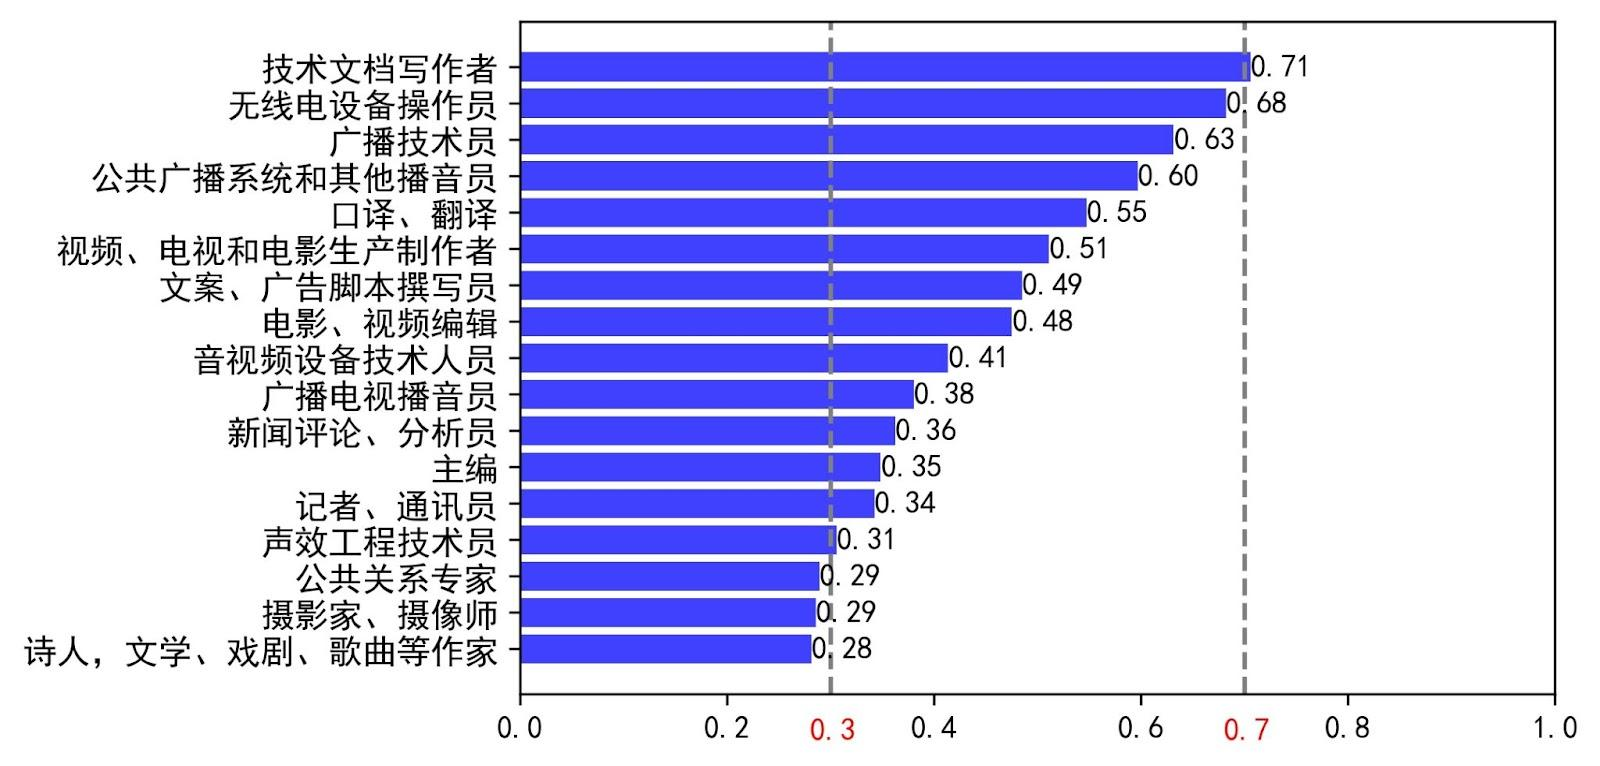 技术文档写作者 0.71
无线电设备操作员 0.68
广播技术员 0.63
公共广播系统和其他播音员 0.60
口译、翻译 0.55
视频、电视和电影生产制作者 0.51
文案、广告脚本撰写员 0.49
电影、视频编辑 0.48
音视频设备技术人员 0.41
广播电视播音员 0.38
新闻评论、分析员 0.36
主编 0.35
记者、通讯员 0.34
声效工程技术员 0.31
公共关系专家 0.29
摄影家、摄像师 0.29
诗人，文学、戏剧、歌曲等作家 0.28
0.0 0.2 0.3 0.4 0.6 0.7 0.8 1.0